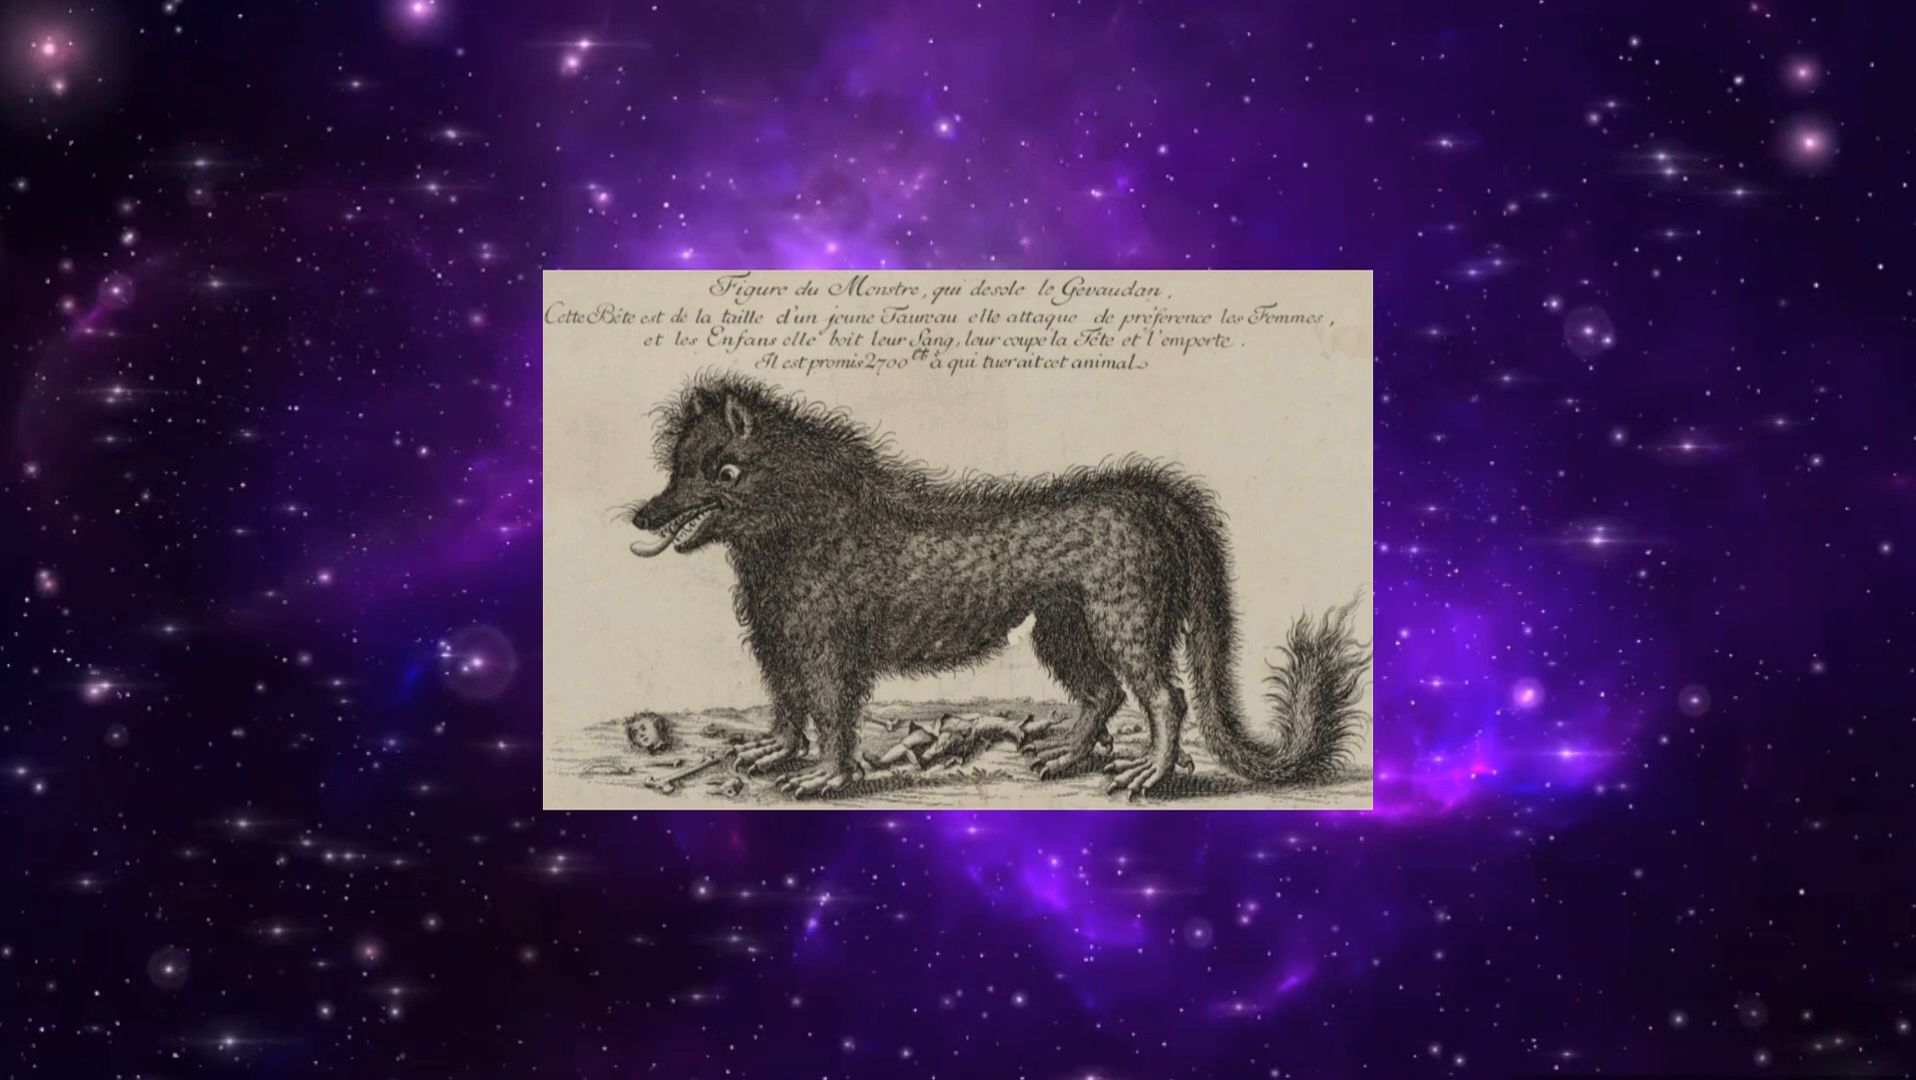 Figure du Monstre, qui desole le Gevaudan,
Cette Bête est de la taille d'un jeune Taureau elle attaque de préference les Femmes,
et les Enfans elle boit leur Sang, leur coupe la Tête et l'emporte.
Il est promis 2700 tt à qui tuerait cet animal